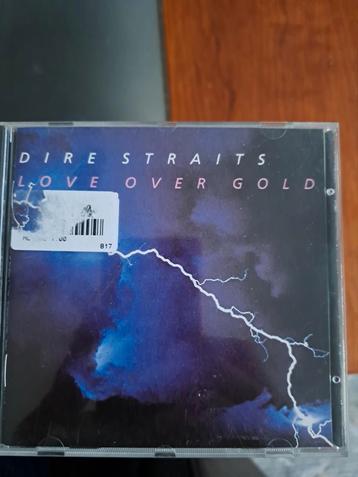 DIRE STRAITS
LOVE OVER GOLD
817